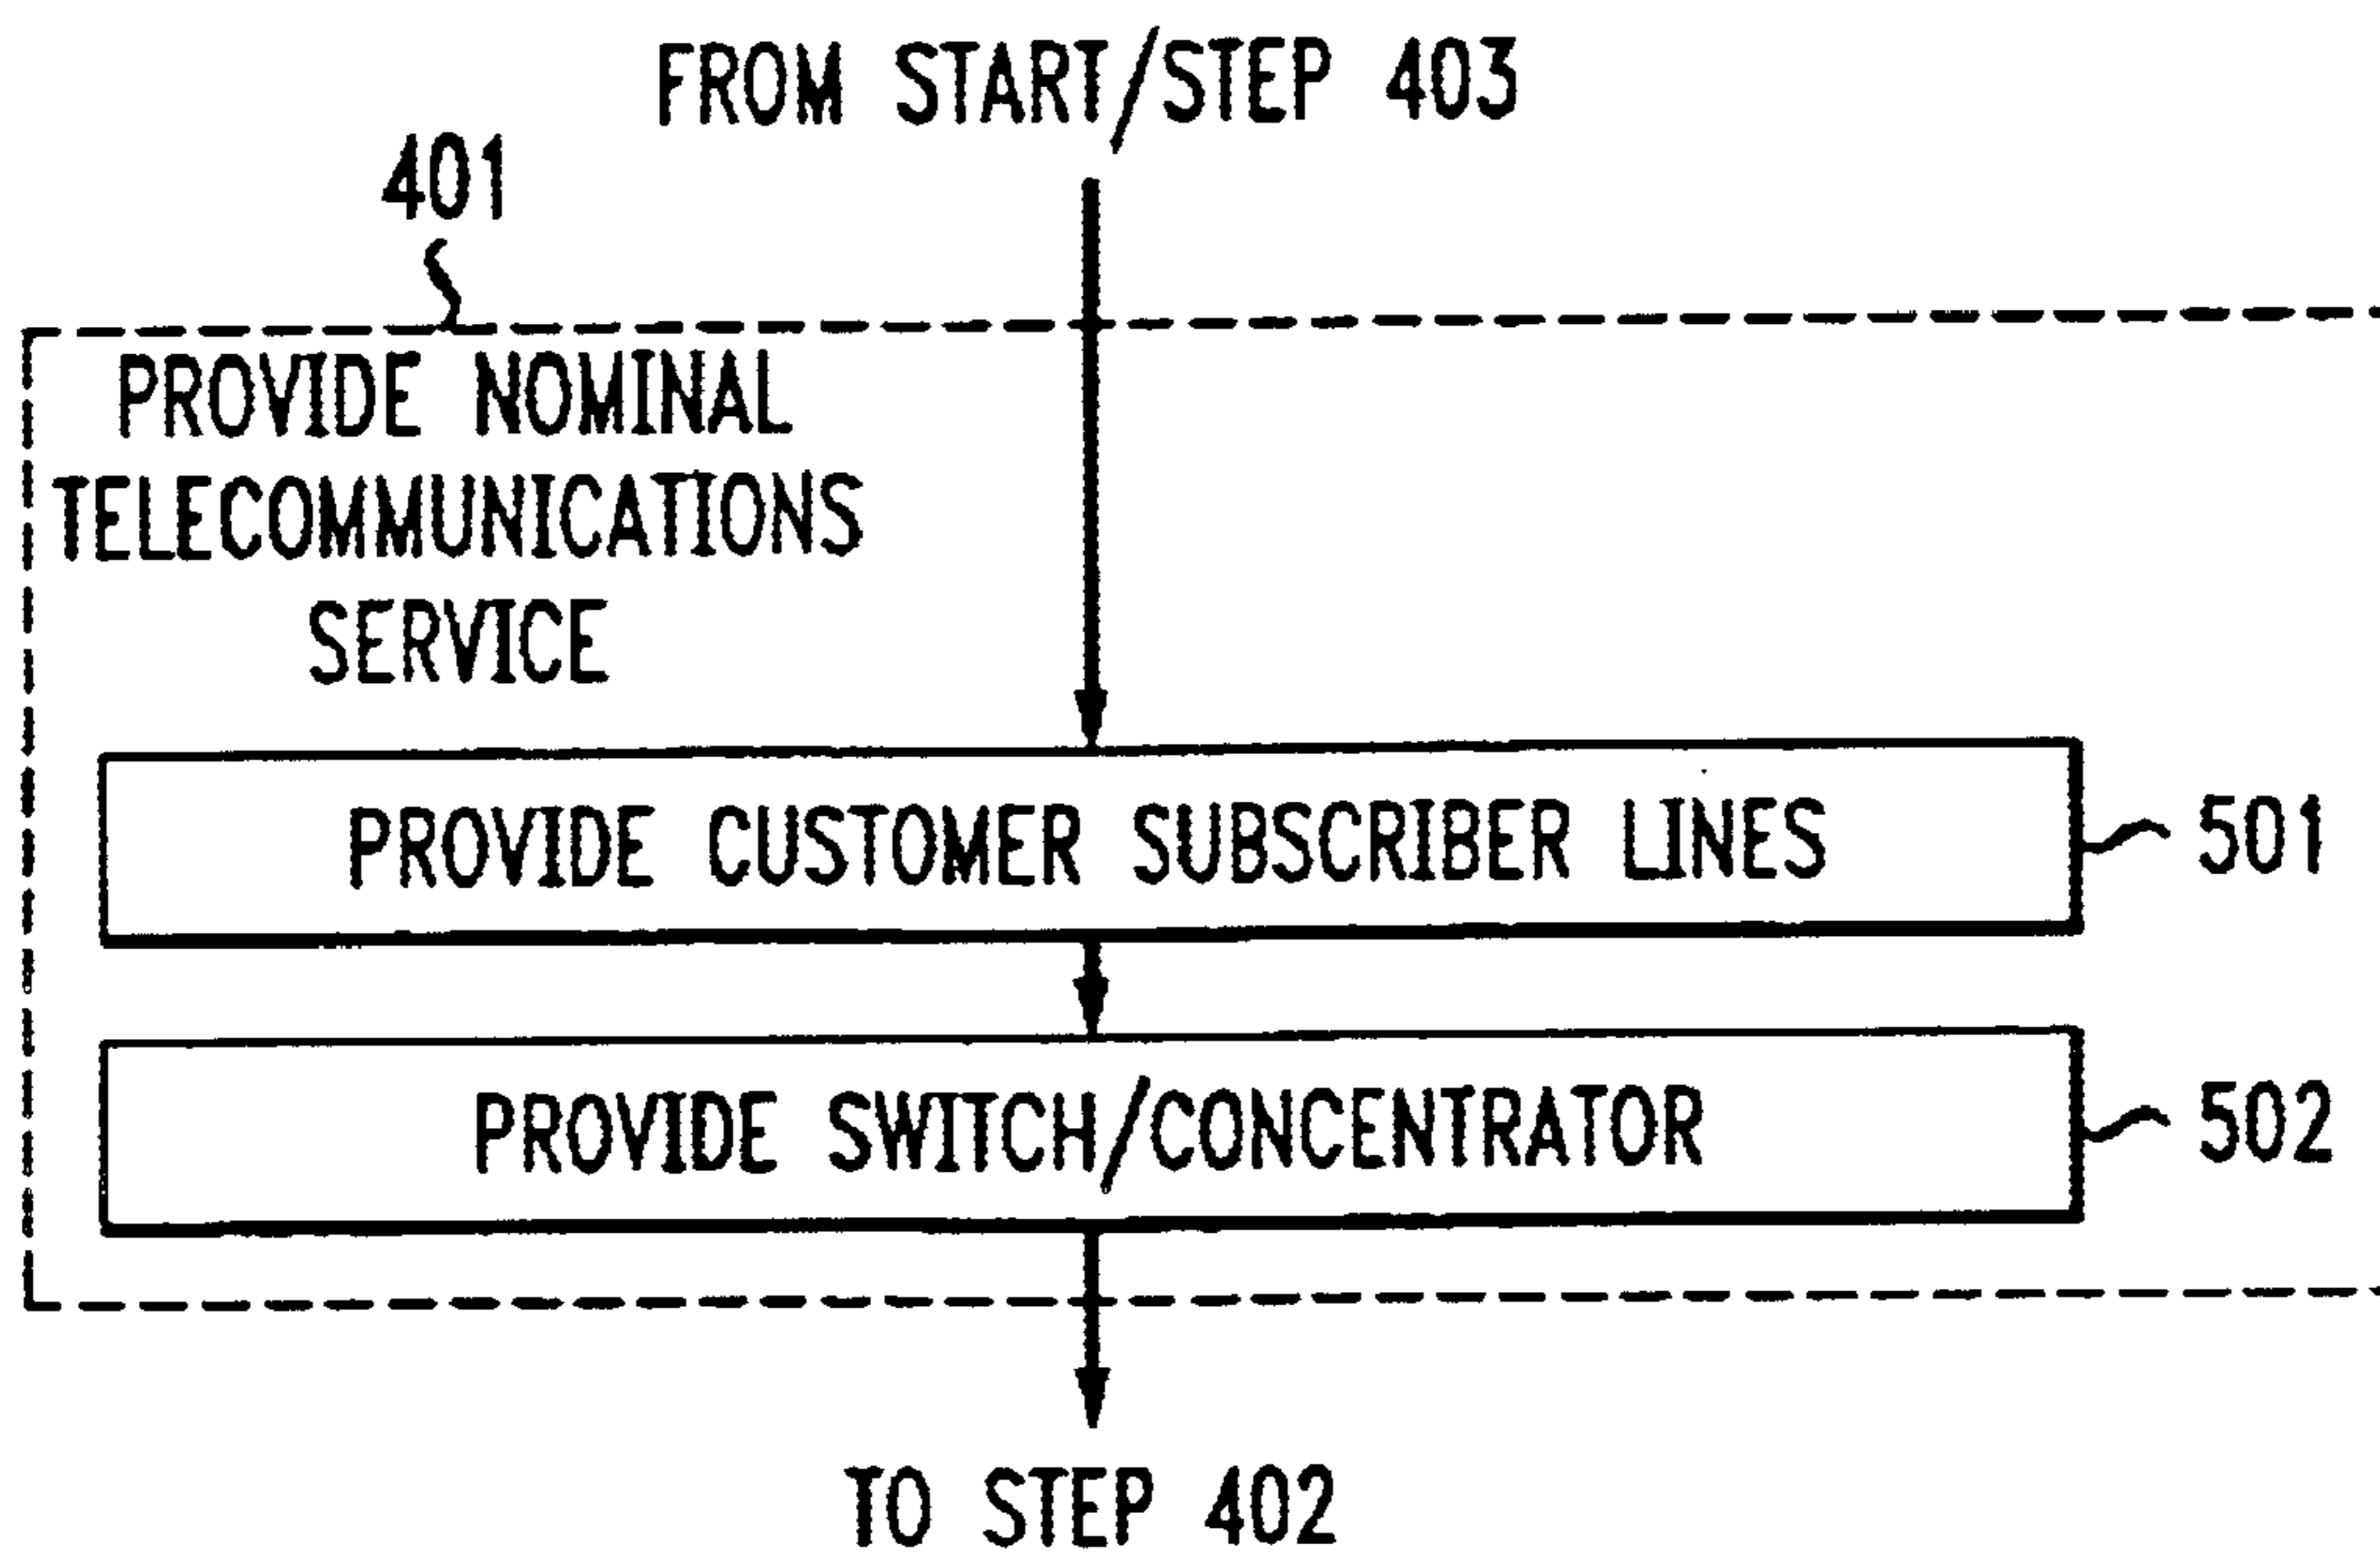 FROM START/STEP 403
401
PROVIDE NOMINAL
TELECOMMUNICATIONS
SERVICE
PROVIDE CUSTOMER SUBSCRIBER LINES
501
PROVIDE SWITCH/CONCENTRATOR
502
TO STEP 402